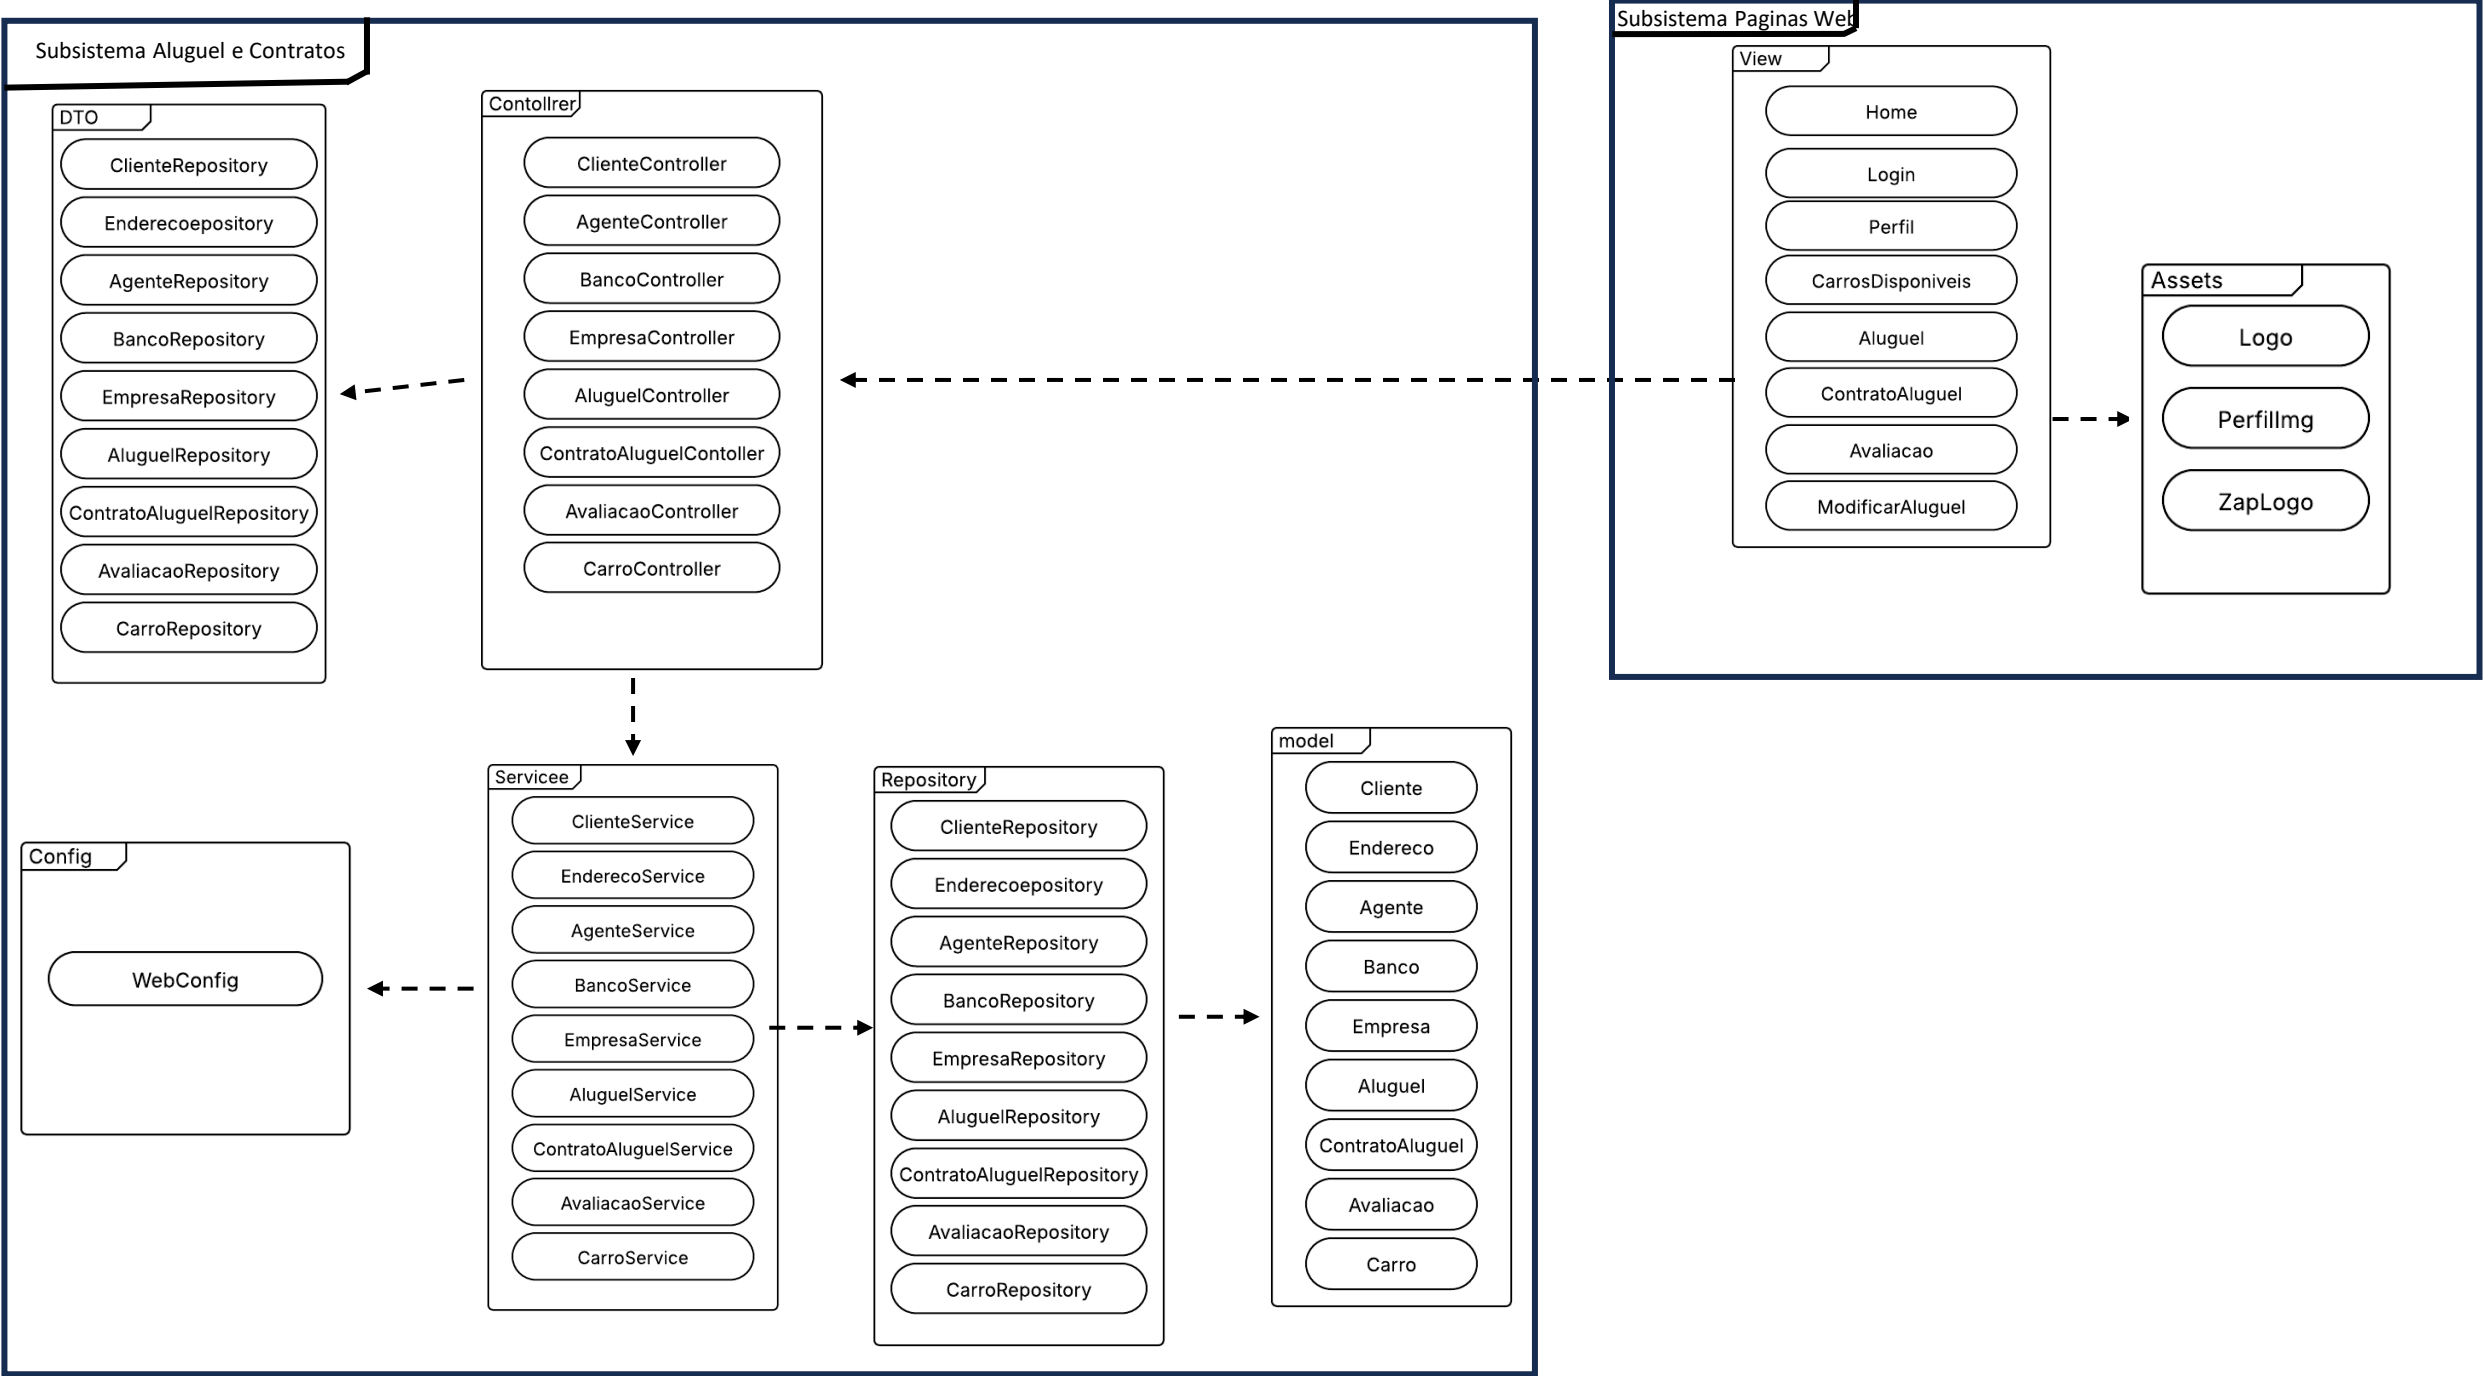 Subsistema Aluguel e Contratos
DTO
ClienteRepository
Enderecoepository
AgenteRepository
BancoRepository
EmpresaRepository
AluguelRepository
ContratoAluguelRepository
AvaliacaoRepository
CarroRepository
Contollrer
ClienteController
AgenteController
BancoController
EmpresaController
AluguelController
ContratoAluguelContoller
AvaliacaoController
CarroController
Config
WebConfig
Servicee
ClienteService
EnderecoService
AgenteService
BancoService
EmpresaService
AluguelService
ContratoAluguelService
AvaliacaoService
CarroService
Repository
ClienteRepository
Enderecoepository
AgenteRepository
BancoRepository
EmpresaRepository
AluguelRepository
ContratoAluguelRepository
AvaliacaoRepository
CarroRepository
model
Cliente
Endereco
Agente
Banco
Empresa
Aluguel
ContratoAluguel
Avaliacao
Carro
Subsistema Paginas Web
View
Home
Login
Perfil
CarrosDisponiveis
Aluguel
ContratoAluguel
Avaliacao
ModificarAluguel
Assets
Logo
PerfilImg
ZapLogo